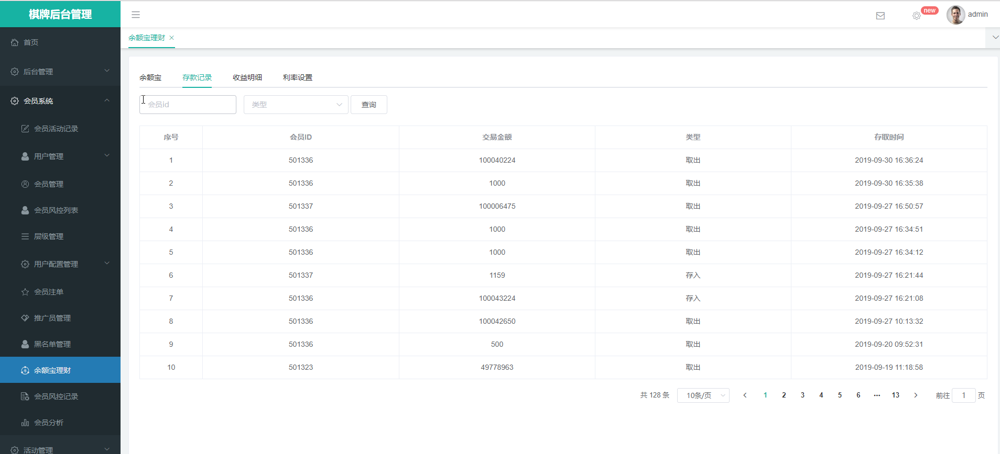 棋牌后台管理
new
admin
首页
后台管理
会员系统
会员活动记录
用户管理
会员管理
会员风控列表
层级管理
用户配置管理
会员注单
推广员管理
黑名单管理
余额宝理财
会员风控记录
会员分析
活动管理
余额宝理财
余额宝 存款记录 收益明细 利率设置
会员id 类型 查询
序号 会员ID 交易金额 类型 存取时间
1 501336 100040224 取出 2019-09-30 16:36:24
2 501336 1000 取出 2019-09-30 16:35:38
3 501337 100006475 取出 2019-09-27 16:50:57
4 501336 1000 取出 2019-09-27 16:34:51
5 501336 1000 取出 2019-09-27 16:34:12
6 501337 1159 存入 2019-09-27 16:21:44
7 501336 100043224 存入 2019-09-27 16:21:08
8 501336 100042650 取出 2019-09-27 10:13:32
9 501336 500 取出 2019-09-20 09:52:31
10 501323 49778963 取出 2019-09-19 11:18:58
共 128 条 10条/页 1 2 3 4 5 6 ••• 13 前往 1 页